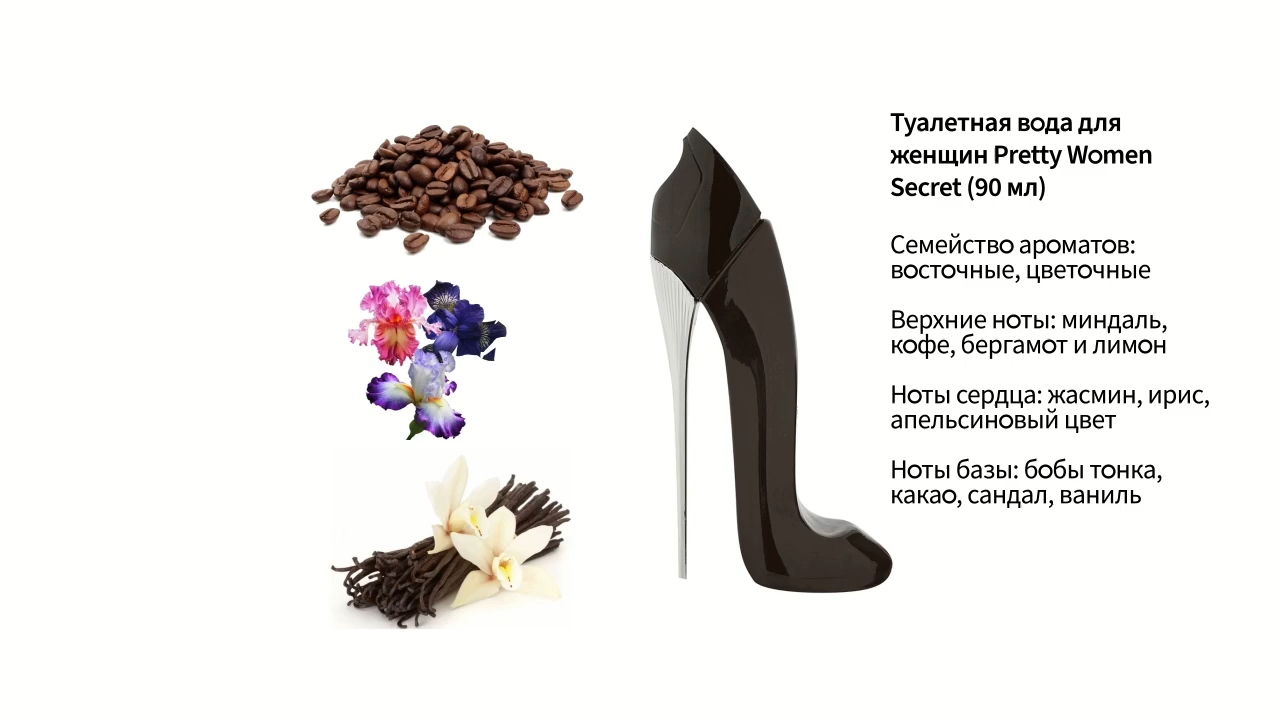 Туалетная вода для
женщин Pretty Women
Secret (90 мл)
Семейство ароматов:
восточные, цветочные
Верхние ноты: миндаль,
кофе, бергамот и лимон
Ноты сердца: жасмин, ирис,
апельсиновый цвет
Ноты базы: бобы тонка,
какао, сандал, ваниль